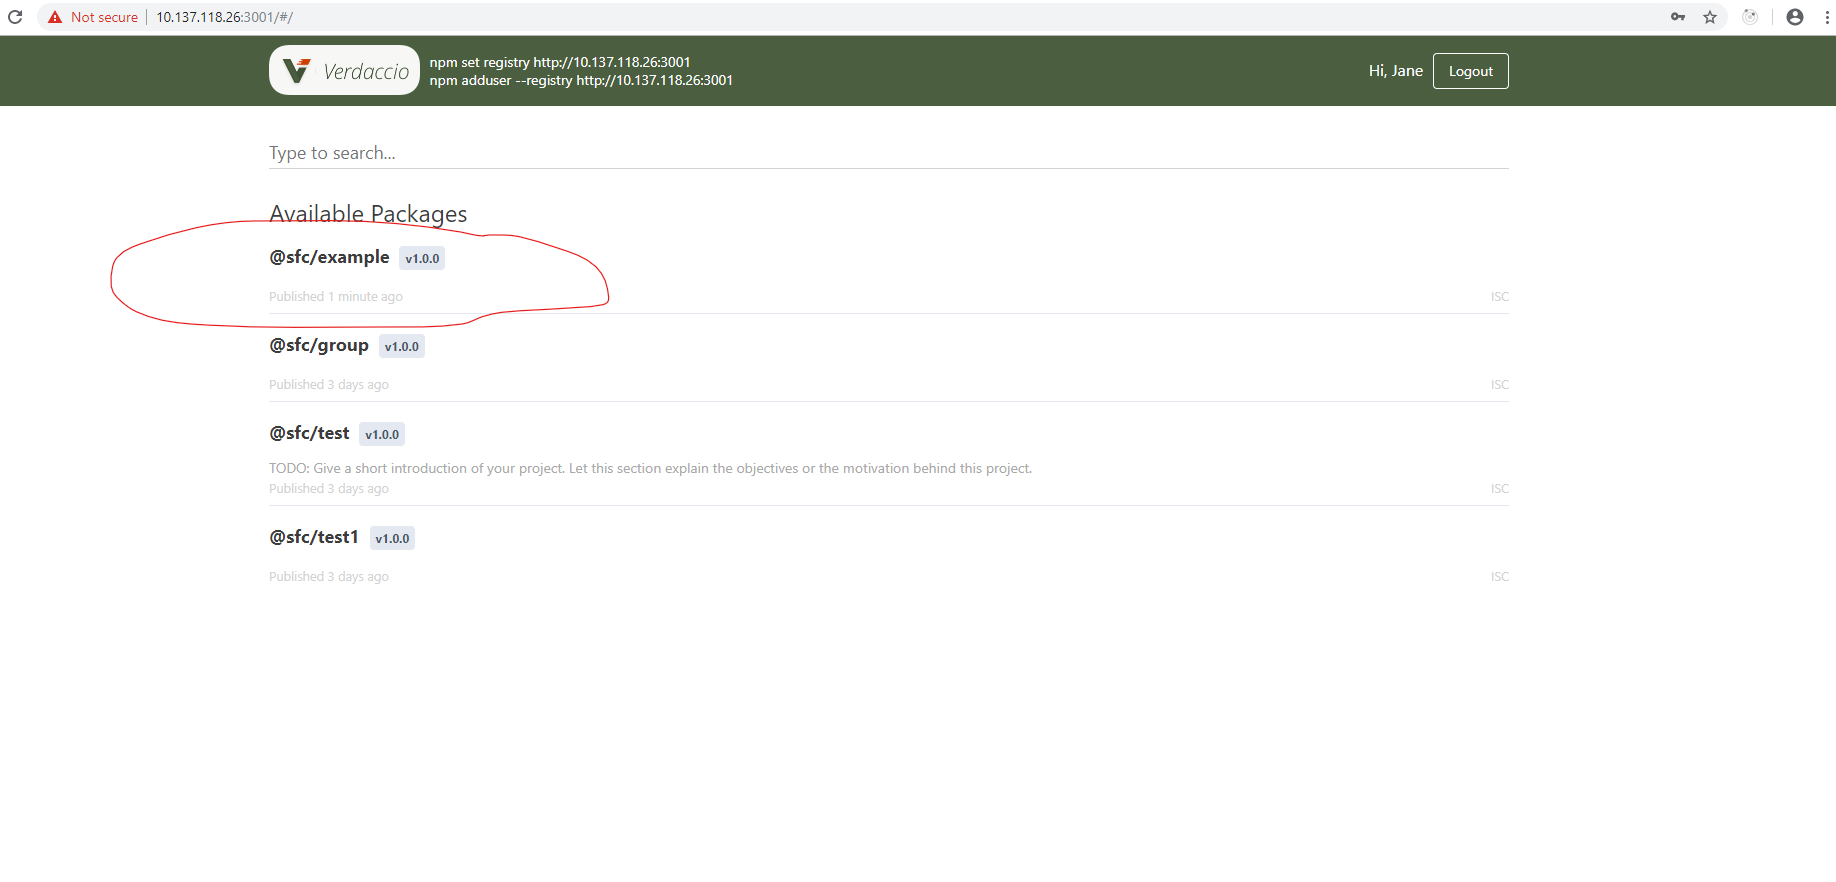 Not secure 10.137.118.26:3001/#/
Verdaccio
npm set registry http://10.137.118.26:3001
npm adduser --registry http://10.137.118.26:3001
Hi, Jane
Logout
Type to search...
Available Packages
@sfc/example v1.0.0
Published 1 minute ago ISC
@sfc/group v1.0.0
Published 3 days ago ISC
@sfc/test v1.0.0
TODO: Give a short introduction of your project. Let this section explain the objectives or the motivation behind this project.
Published 3 days ago ISC
@sfc/test1 v1.0.0
Published 3 days ago ISC